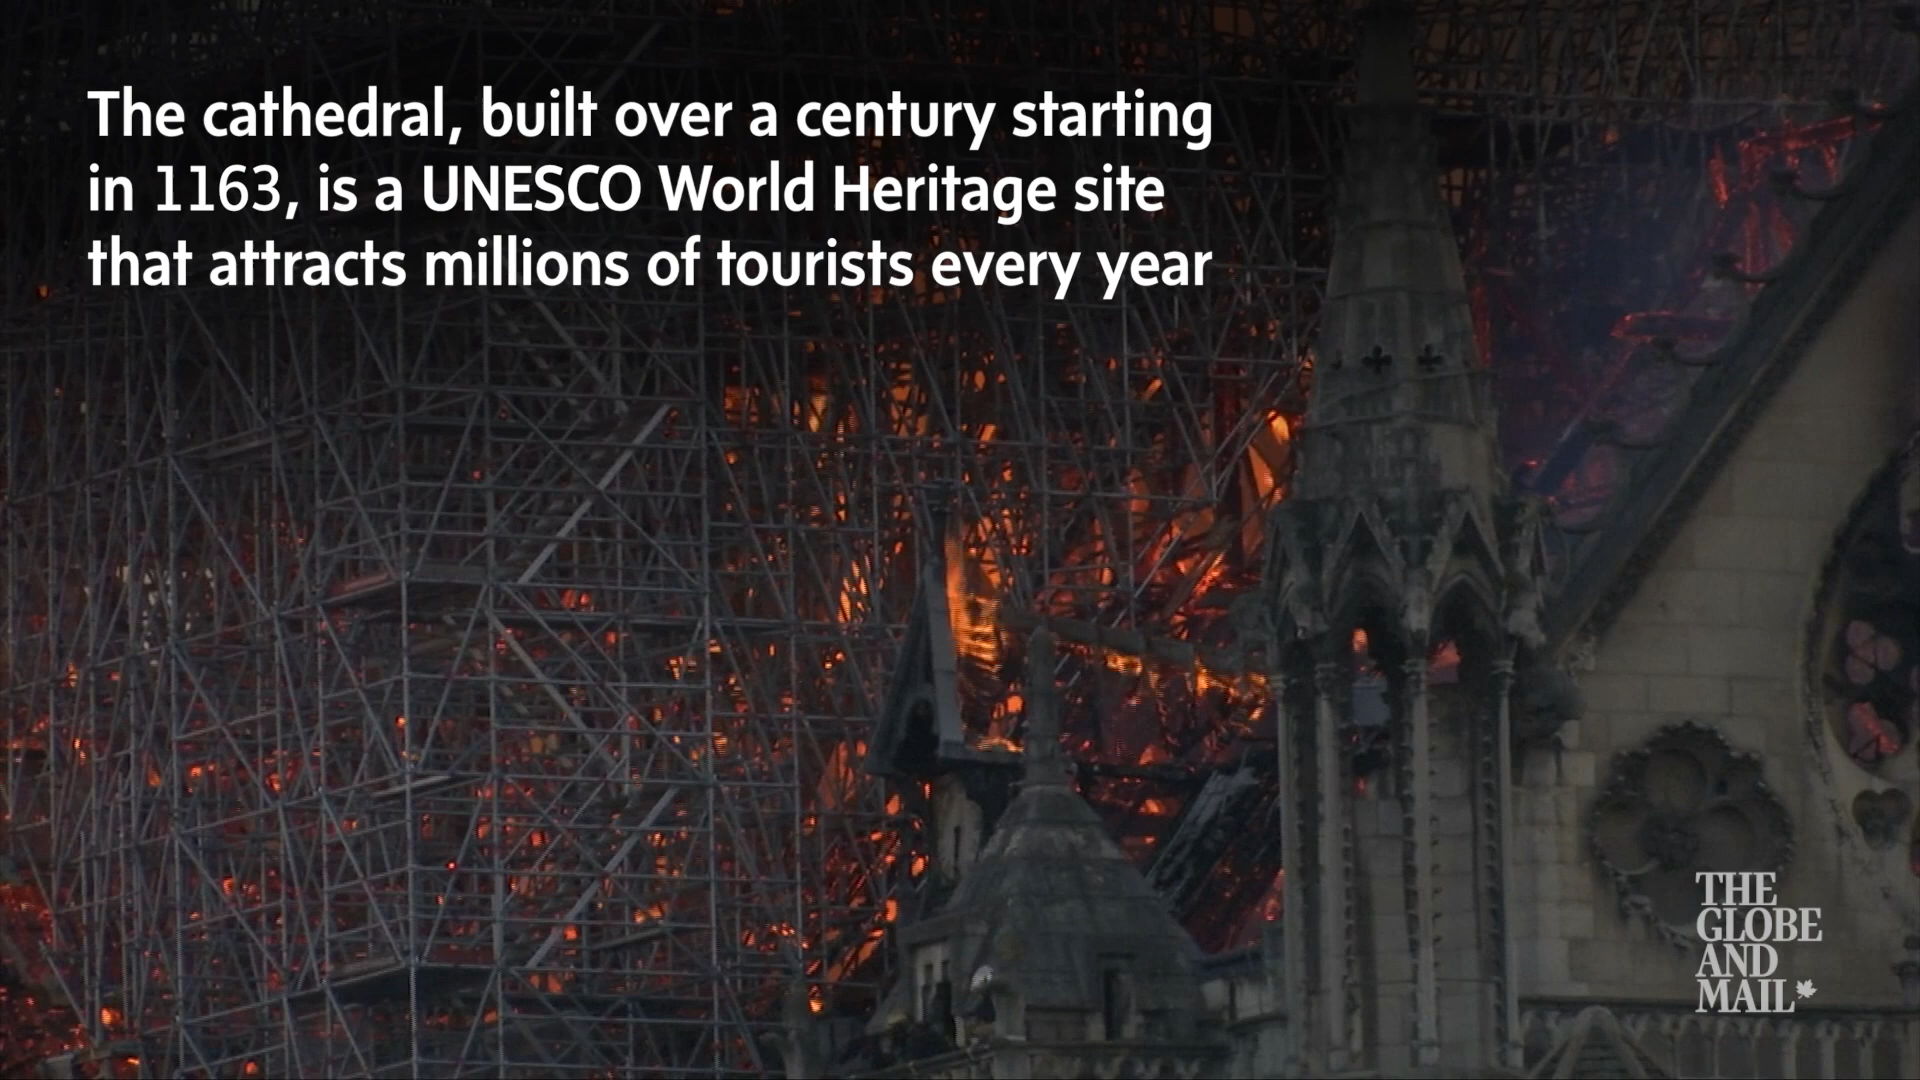 The cathedral, built over a century starting
in 1163, is a UNESCO World Heritage site
that attracts millions of tourists every year
THE
GLOBE
AND
MAIL